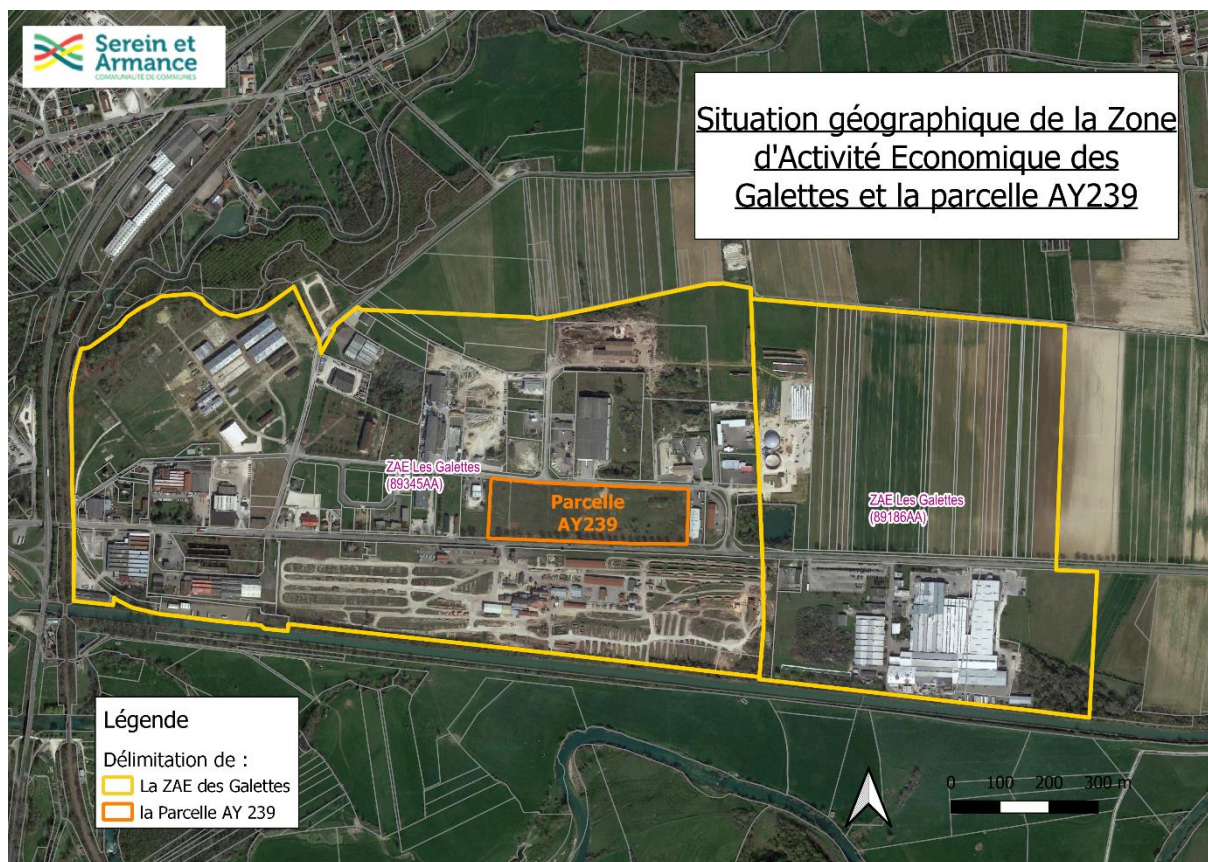 Serein et
Armance
COMMUNAUTÉ DE COMMUNES
Situation géographique de la Zone
d'Activité Economique des
Galettes et la parcelle AY239
ZAE Les Galettes
(89345AA)
Parcelle
AY239
ZAE Les Galettes
(89186AA)
Légende
Délimitation de :
La ZAE des Galettes
la Parcelle AY 239
0 100 200 300 m